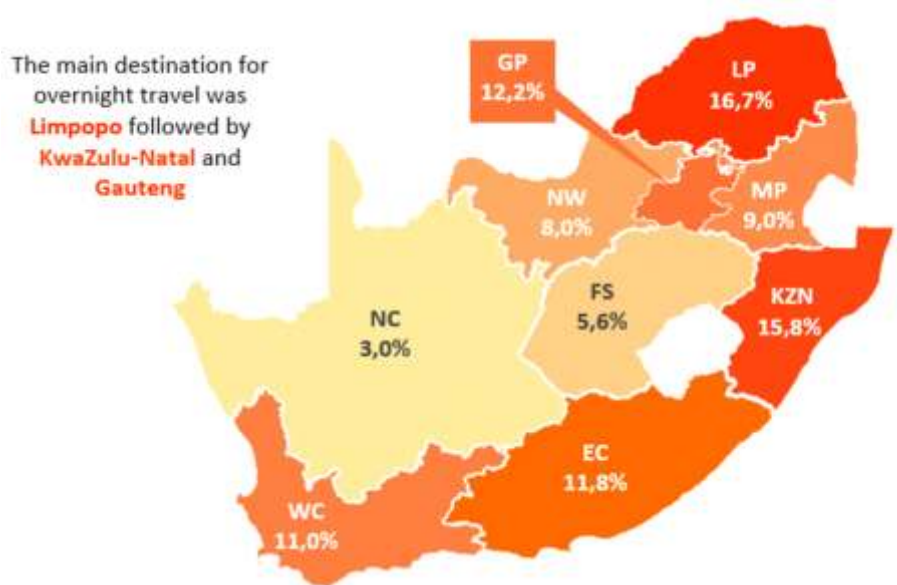 The main destination for
overnight travel was
Limpopo followed by
KwaZulu-Natal and
Gauteng
GP
12,2%
LP
16,7%
NW
8,0%
MP
9,0%
NC
3,0%
FS
5,6%
KZN
15,8%
EC
11,8%
WC
11,0%